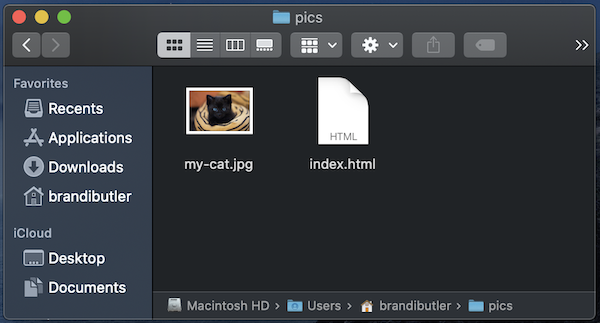 pics
Favorites
Recents
Applications
Downloads
brandibutler
iCloud
Desktop
Documents
HTML
my-cat.jpg index.html
Macintosh HD › Users › brandibutler › pics